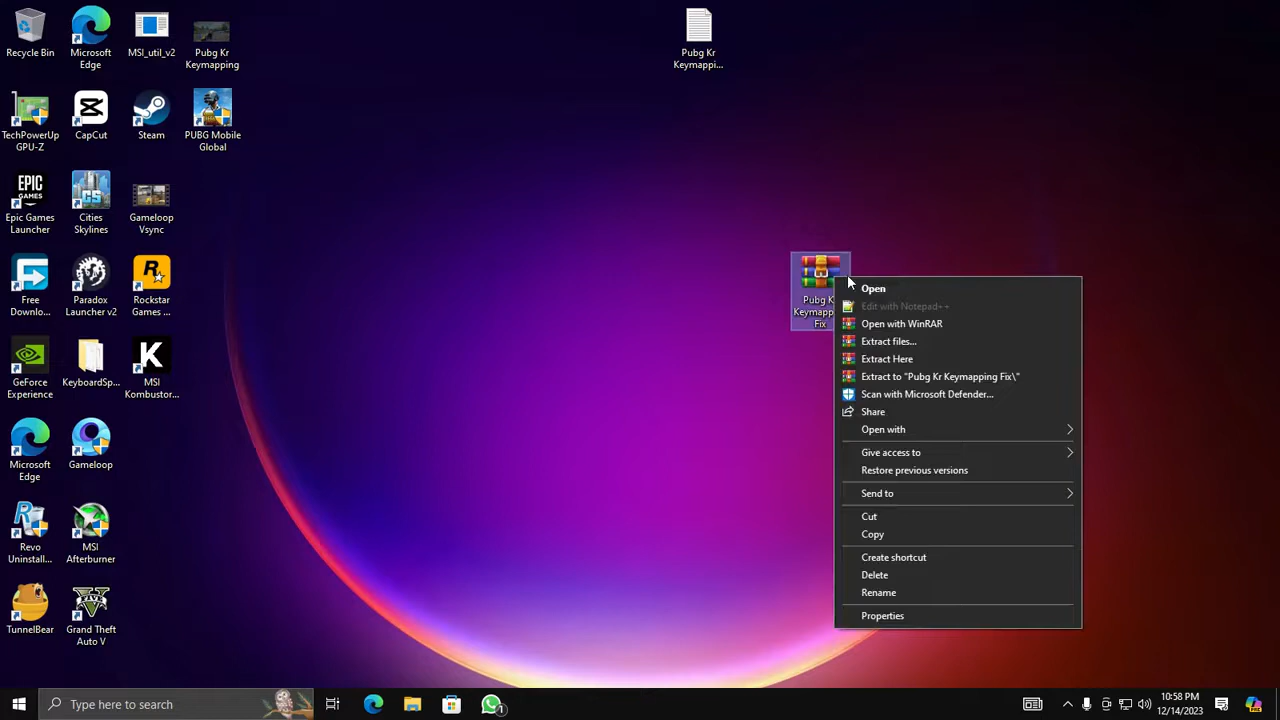 Recycle Bin
Microsoft
Edge
MSI_util_v2
Pubg Kr
Keymapping
Pubg Kr
Keymappi...
TechPowerUp
GPU-Z
CapCut
Steam
PUBG Mobile
Global
EPIC
GAMES
Epic Games
Launcher
CS
Cities
Skylines
Gameloop
Vsync
Free
Downlo...
Paradox
Launcher v2
R
Rockstar
Games ...
Pubg K
Keymapp
Fix
GeForce
Experience
KeyboardSp...
K
MSI
Kombustor...
Microsoft
Edge
Gameloop
Revo
Uninstall...
MSI
Afterburner
TunnelBear
V
Grand Theft
Auto V
Open
Edit with Notepad++
Open with WinRAR
Extract files...
Extract Here
Extract to "Pubg Kr Keymapping Fix\"
Scan with Microsoft Defender...
Share
Open with
Give access to
Restore previous versions
Send to
Cut
Copy
Create shortcut
Delete
Rename
Properties
Type here to search
1
10:58 PM
12/14/2023